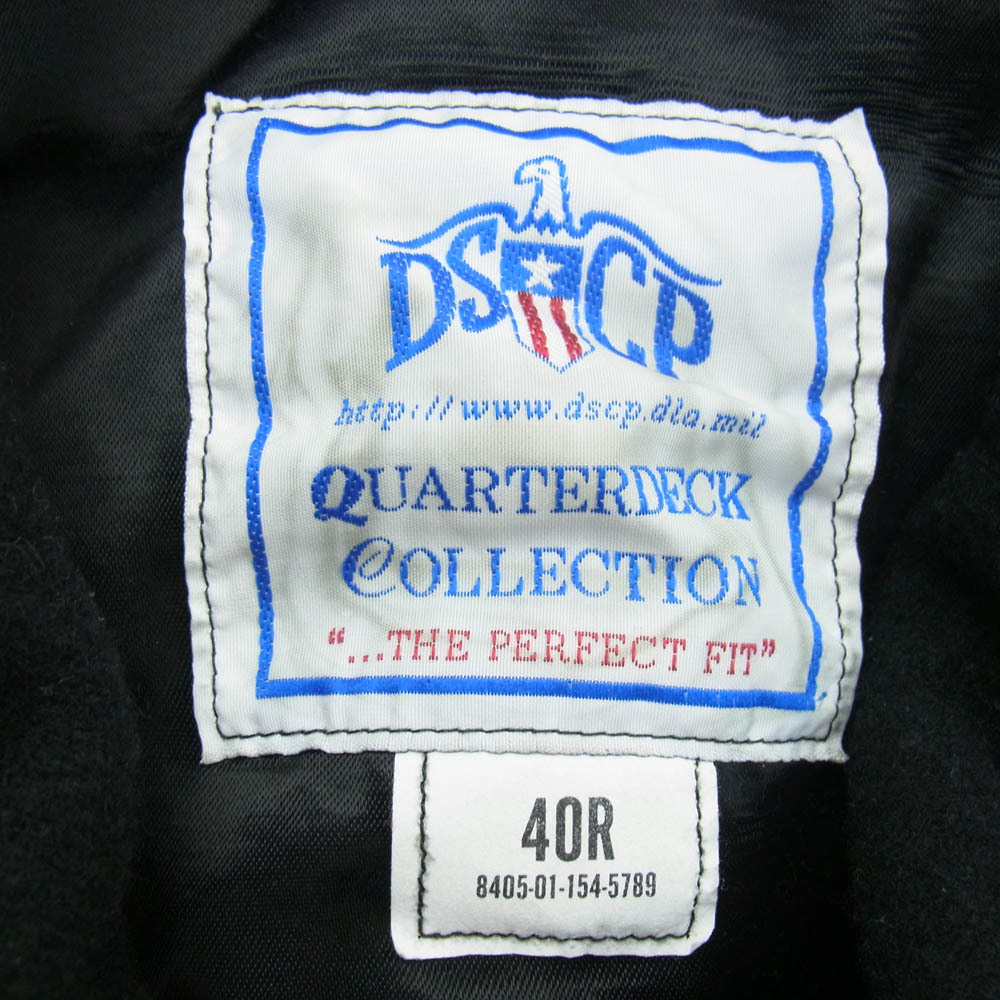 DSCP
http://www.dscp.dla.mil
QUARTERDECK
COLLECTION
"...THE PERFECT FIT"
40R
8405-01-154-5789